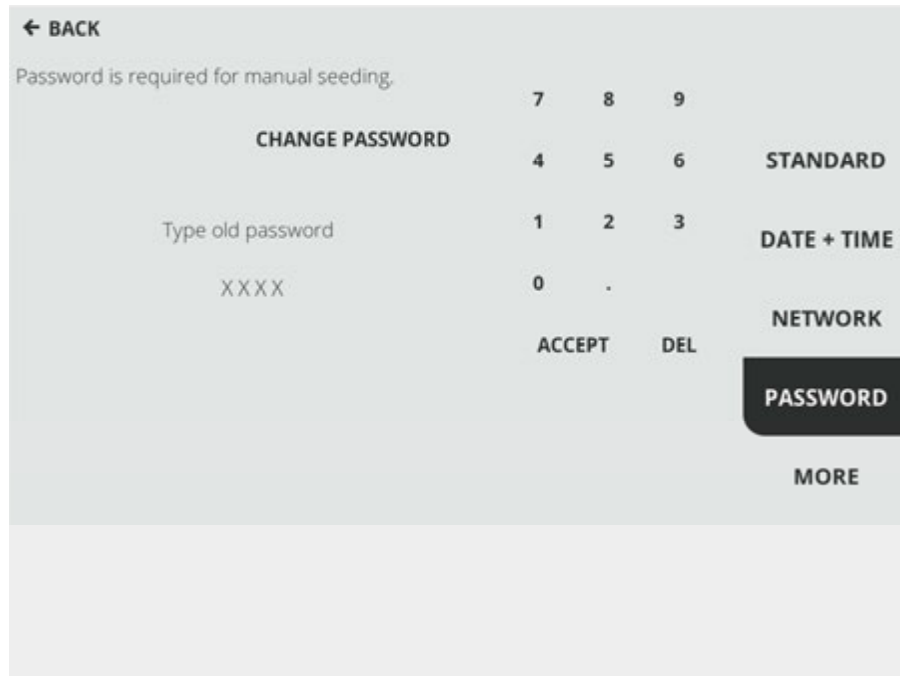 ← BACK
Password is required for manual seeding.
CHANGE PASSWORD
Type old password
XXXX
7 8 9
4 5 6
1 2 3
0 .
ACCEPT DEL
STANDARD
DATE + TIME
NETWORK
PASSWORD
MORE